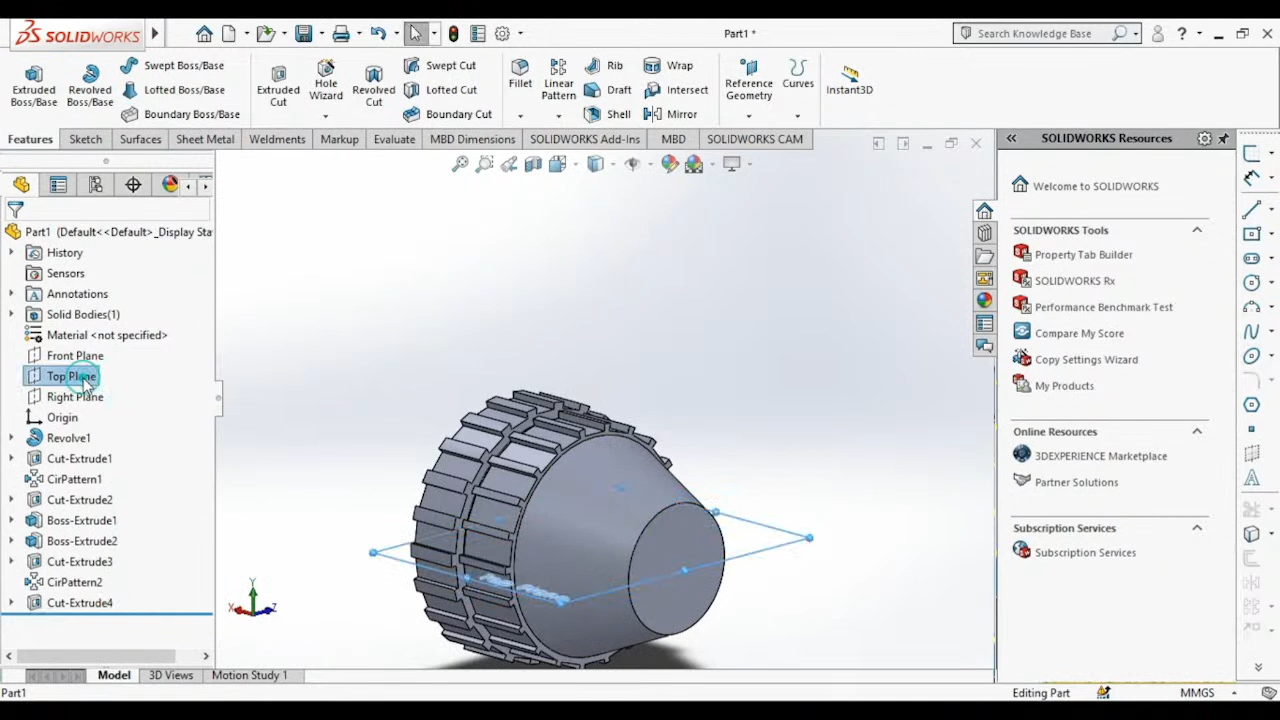 SOLIDWORKS
Part1 *
Search Knowledge Base
Extruded Boss/Base
Revolved Boss/Base
Swept Boss/Base
Lofted Boss/Base
Boundary Boss/Base
Extruded Cut
Hole Wizard
Revolved Cut
Swept Cut
Lofted Cut
Boundary Cut
Fillet
Linear Pattern
Rib
Draft
Shell
Wrap
Intersect
Mirror
Reference Geometry
Curves
Instant3D
Features
Sketch
Surfaces
Sheet Metal
Weldments
Markup
Evaluate
MBD Dimensions
SOLIDWORKS Add-Ins
MBD
SOLIDWORKS CAM
Part1 (Default<<Default>_Display Sta
History
Sensors
Annotations
Solid Bodies(1)
Material <not specified>
Front Plane
Top Plane
Right Plane
Origin
Revolve1
Cut-Extrude1
CirPattern1
Cut-Extrude2
Boss-Extrude1
Boss-Extrude2
Cut-Extrude3
CirPattern2
Cut-Extrude4
Y
X
Z
SOLIDWORKS Resources
Welcome to SOLIDWORKS
SOLIDWORKS Tools
Property Tab Builder
SOLIDWORKS Rx
Performance Benchmark Test
Compare My Score
Copy Settings Wizard
My Products
Online Resources
3DEXPERIENCE Marketplace
Partner Solutions
Subscription Services
Subscription Services
Model
3D Views
Motion Study 1
Part1
Editing Part
MMGS